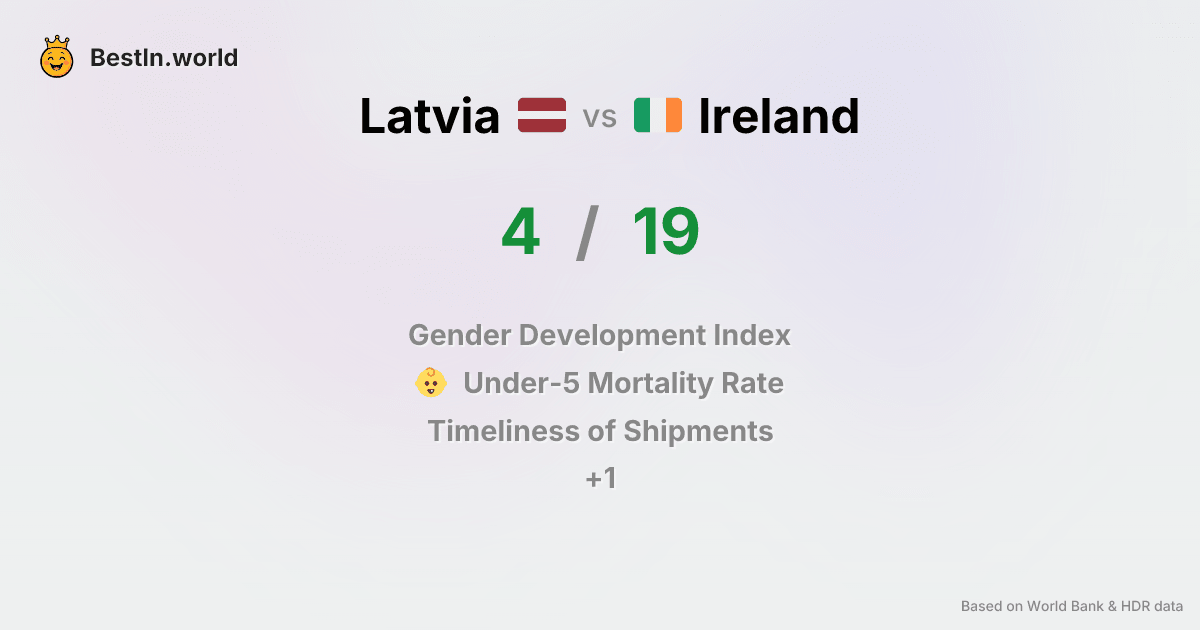 BestIn.world
Latvia vs Ireland
4 / 19
Gender Development Index
Under-5 Mortality Rate
Timeliness of Shipments
+1
Based on World Bank & HDR data